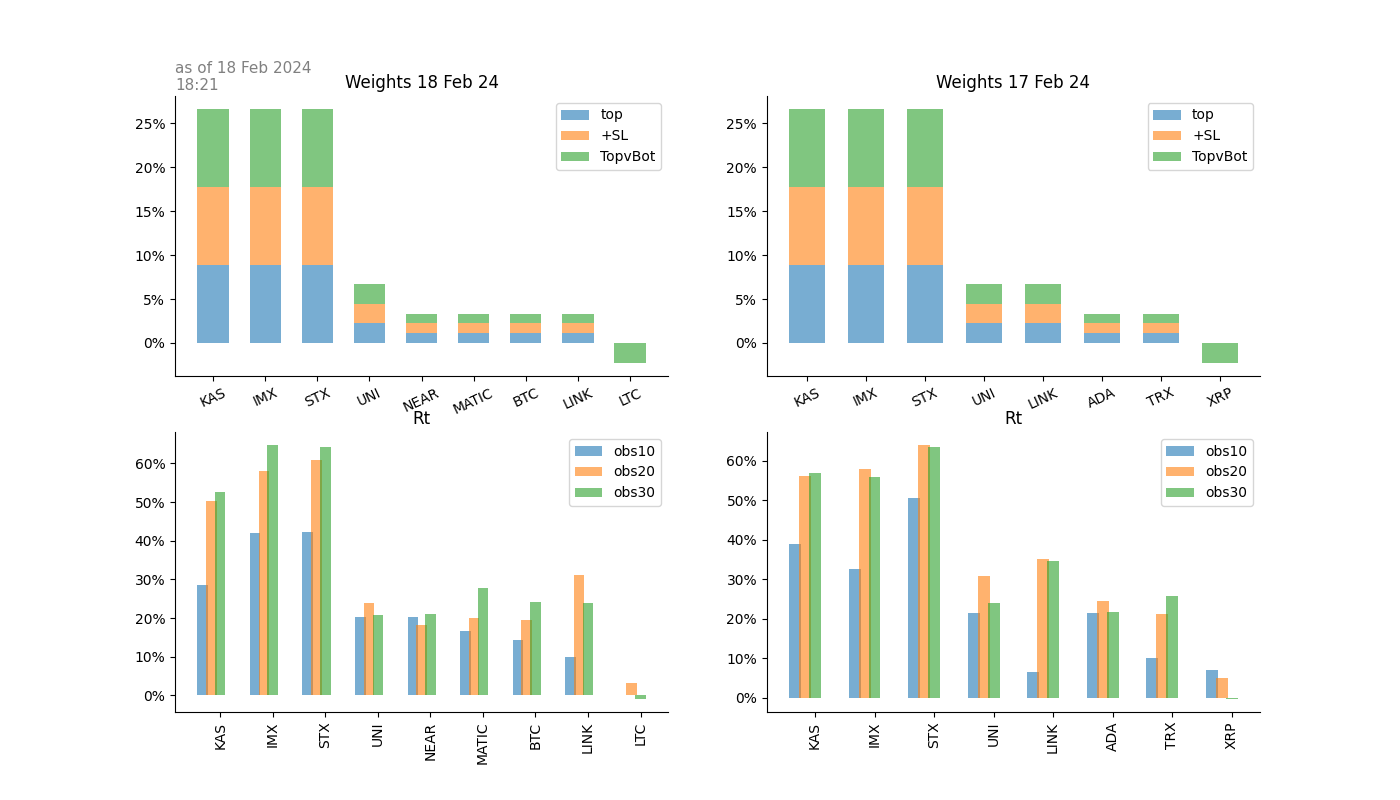 as of 18 Feb 2024
18:21
Weights 18 Feb 24
25%
20%
15%
10%
5%
0%
top
+SL
TopvBot
KAS IMX STX UNI NEAR MATIC BTC LINK LTC
Weights 17 Feb 24
25%
20%
15%
10%
5%
0%
top
+SL
TopvBot
KAS IMX STX UNI LINK ADA TRX XRP
Rt
60%
50%
40%
30%
20%
10%
0%
obs10
obs20
obs30
KAS IMX STX UNI NEAR MATIC BTC LINK LTC
Rt
60%
50%
40%
30%
20%
10%
0%
obs10
obs20
obs30
KAS IMX STX UNI LINK ADA TRX XRP